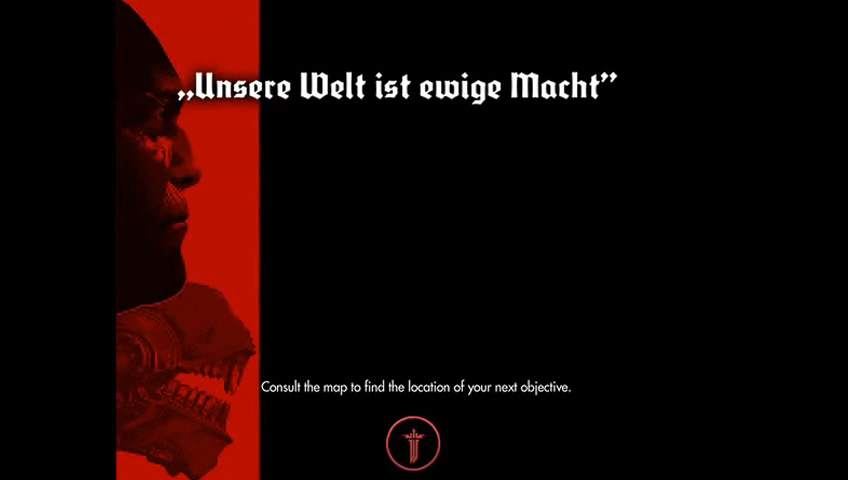 „Unsere Welt ist ewige Macht”
Consult the map to find the location of your next objective.